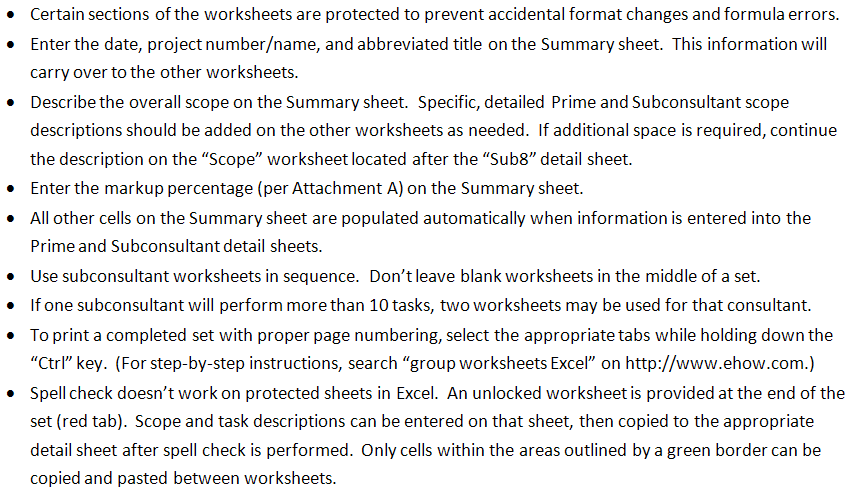 • Certain sections of the worksheets are protected to prevent accidental format changes and formula errors.
• Enter the date, project number/name, and abbreviated title on the Summary sheet.  This information will
carry over to the other worksheets.
• Describe the overall scope on the Summary sheet.  Specific, detailed Prime and Subconsultant scope
descriptions should be added on the other worksheets as needed.  If additional space is required, continue
the description on the “Scope” worksheet located after the “Sub8” detail sheet.
• Enter the markup percentage (per Attachment A) on the Summary sheet.
• All other cells on the Summary sheet are populated automatically when information is entered into the
Prime and Subconsultant detail sheets.
• Use subconsultant worksheets in sequence.  Don’t leave blank worksheets in the middle of a set.
• If one subconsultant will perform more than 10 tasks, two worksheets may be used for that consultant.
• To print a completed set with proper page numbering, select the appropriate tabs while holding down the
“Ctrl” key.  (For step-by-step instructions, search “group worksheets Excel” on http://www.ehow.com.)
• Spell check doesn’t work on protected sheets in Excel.  An unlocked worksheet is provided at the end of the
set (red tab).  Scope and task descriptions can be entered on that sheet, then copied to the appropriate
detail sheet after spell check is performed.  Only cells within the areas outlined by a green border can be
copied and pasted between worksheets.